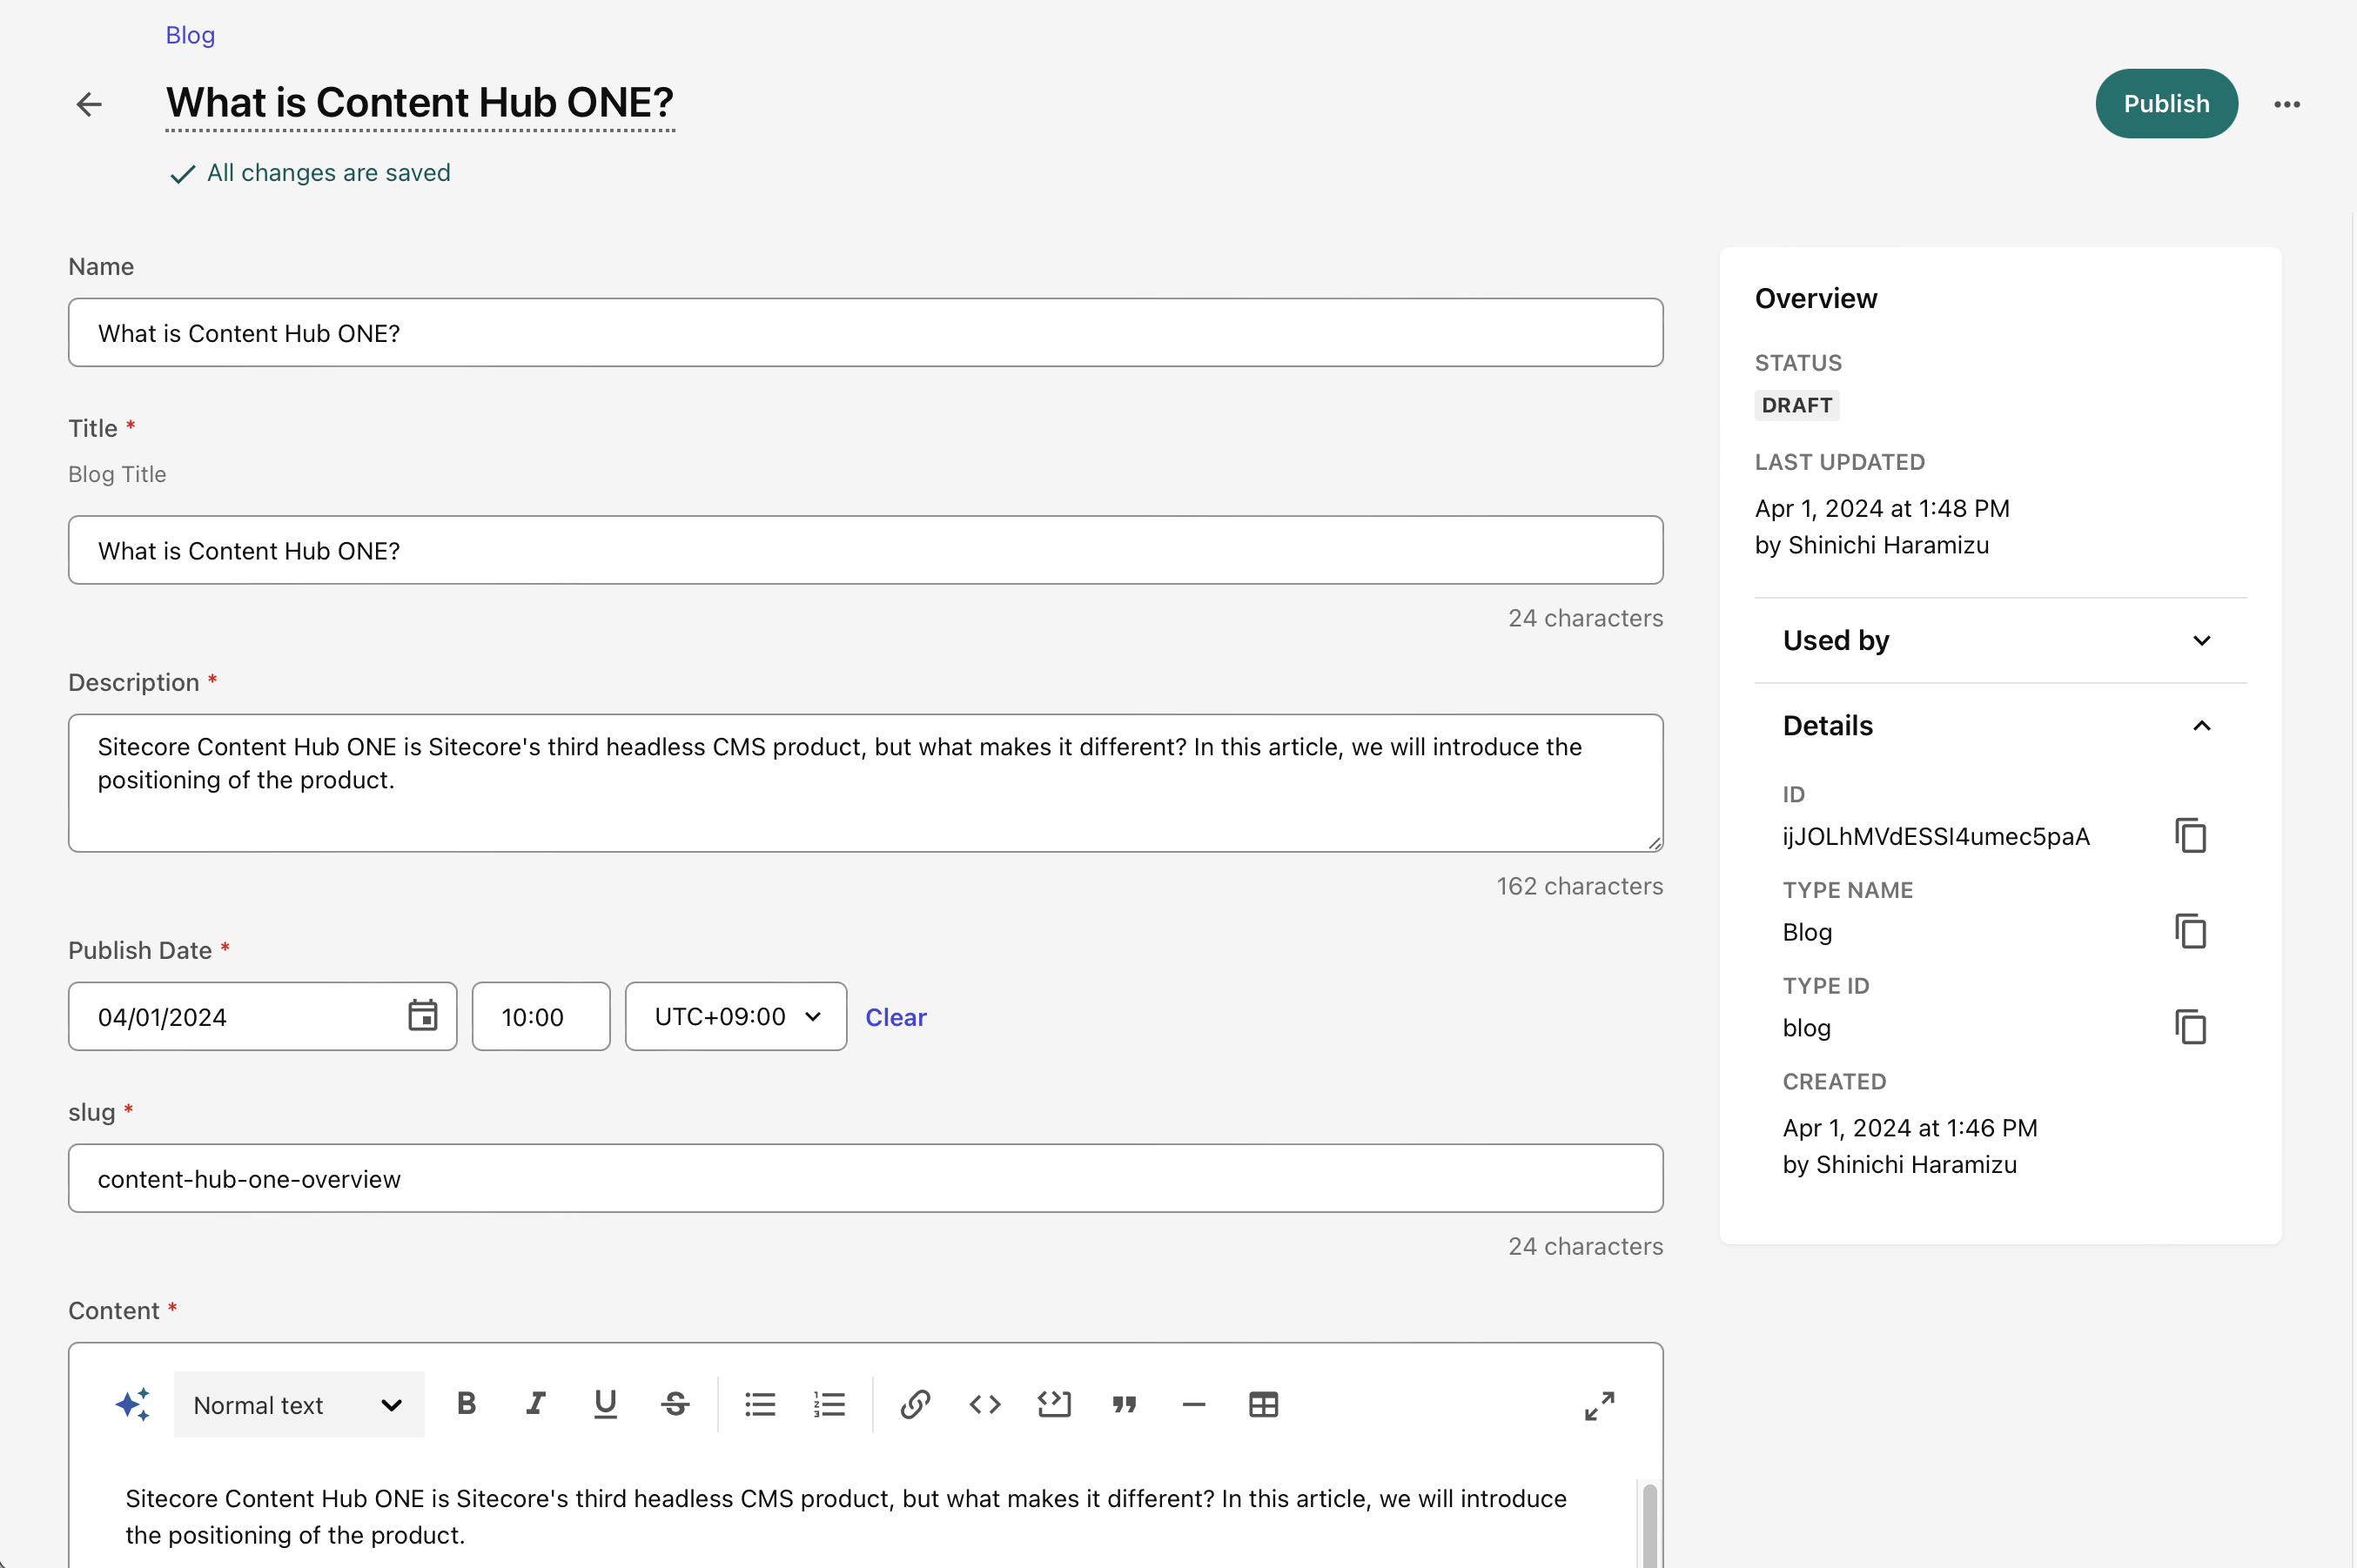 Blog
What is Content Hub ONE?
Publish
All changes are saved
Name
What is Content Hub ONE?
Title *
Blog Title
What is Content Hub ONE?
24 characters
Description *
Sitecore Content Hub ONE is Sitecore's third headless CMS product, but what makes it different? In this article, we will introduce the
positioning of the product.
162 characters
Publish Date *
04/01/2024
10:00
UTC+09:00
Clear
slug *
content-hub-one-overview
24 characters
Content *
Normal text
B
I
U
S
Sitecore Content Hub ONE is Sitecore's third headless CMS product, but what makes it different? In this article, we will introduce
the positioning of the product.
Overview
STATUS
DRAFT
LAST UPDATED
Apr 1, 2024 at 1:48 PM
by Shinichi Haramizu
Used by
Details
ID
ijJOLhMVdESSI4umec5paA
TYPE NAME
Blog
TYPE ID
blog
CREATED
Apr 1, 2024 at 1:46 PM
by Shinichi Haramizu